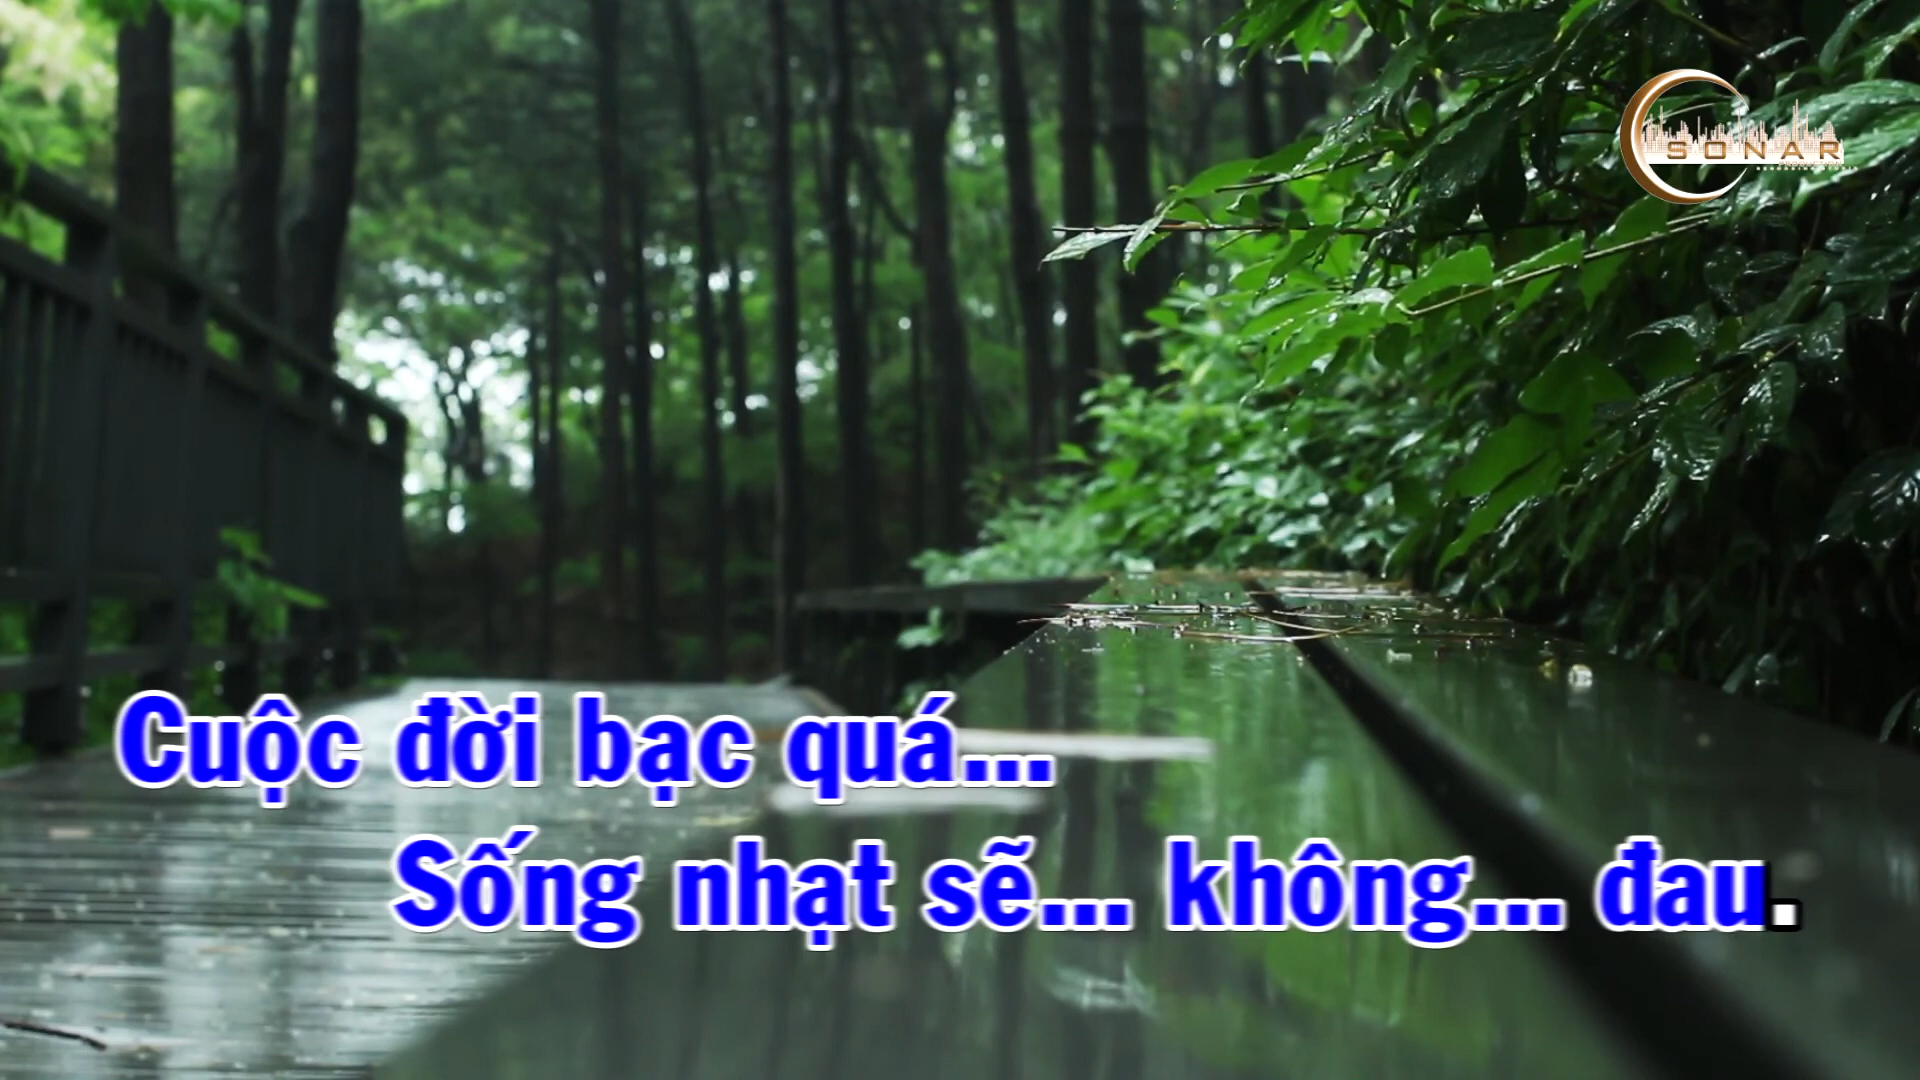 SONAR
Cuộc đời bạc quá...
Sống nhạt sẽ... không... đau.